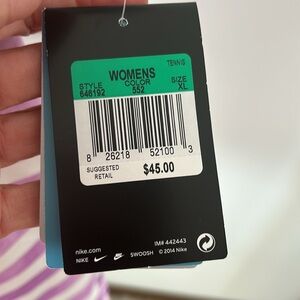 TENNIS
WOMENS
STYLE COLOR SIZE
646192 552 XL
8 26218 52100 3
SUGGESTED RETAIL $45.00
nike.com IM# 442443
NIKE SWOOSH © 2014 Nike